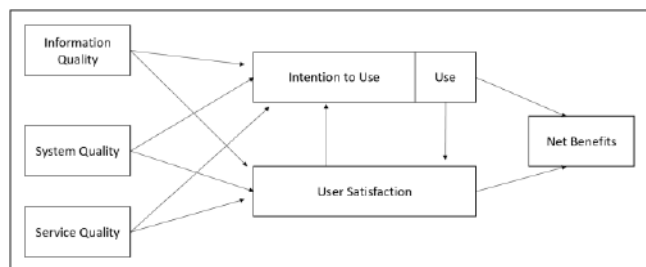 Information
Quality
Intention to Use
Use
System Quality
Net Benefits
User Satisfaction
Service Quality